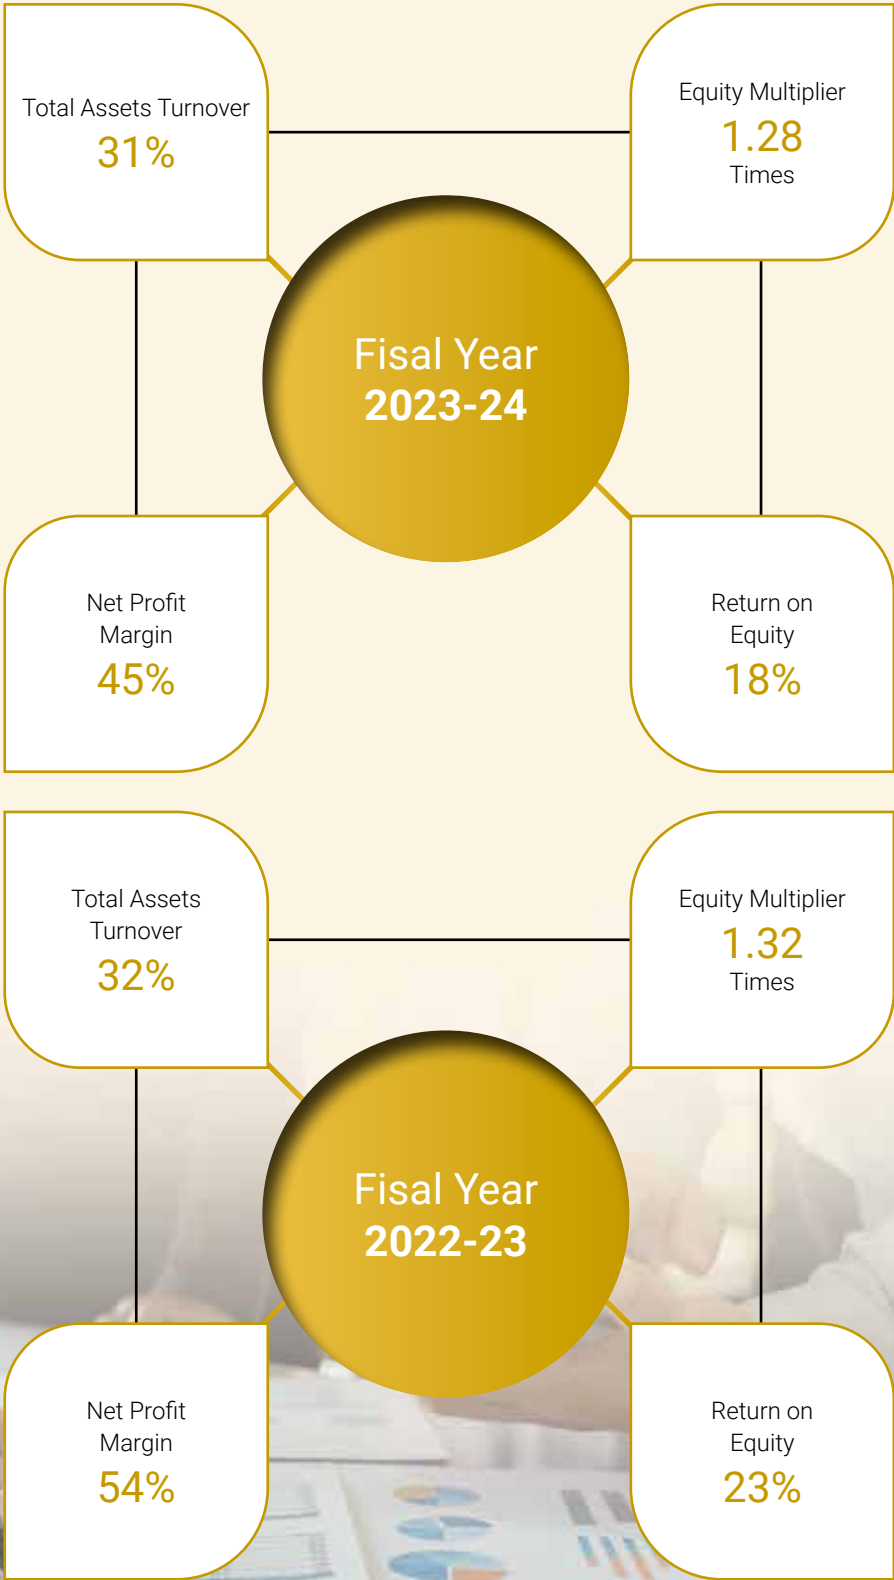 Total Assets Turnover
31%
Equity Multiplier
1.28
Times
Fisal Year
2023-24
Net Profit
Margin
45%
Return on
Equity
18%
Total Assets
Turnover
32%
Equity Multiplier
1.32
Times
Fisal Year
2022-23
Net Profit
Margin
54%
Return on
Equity
23%